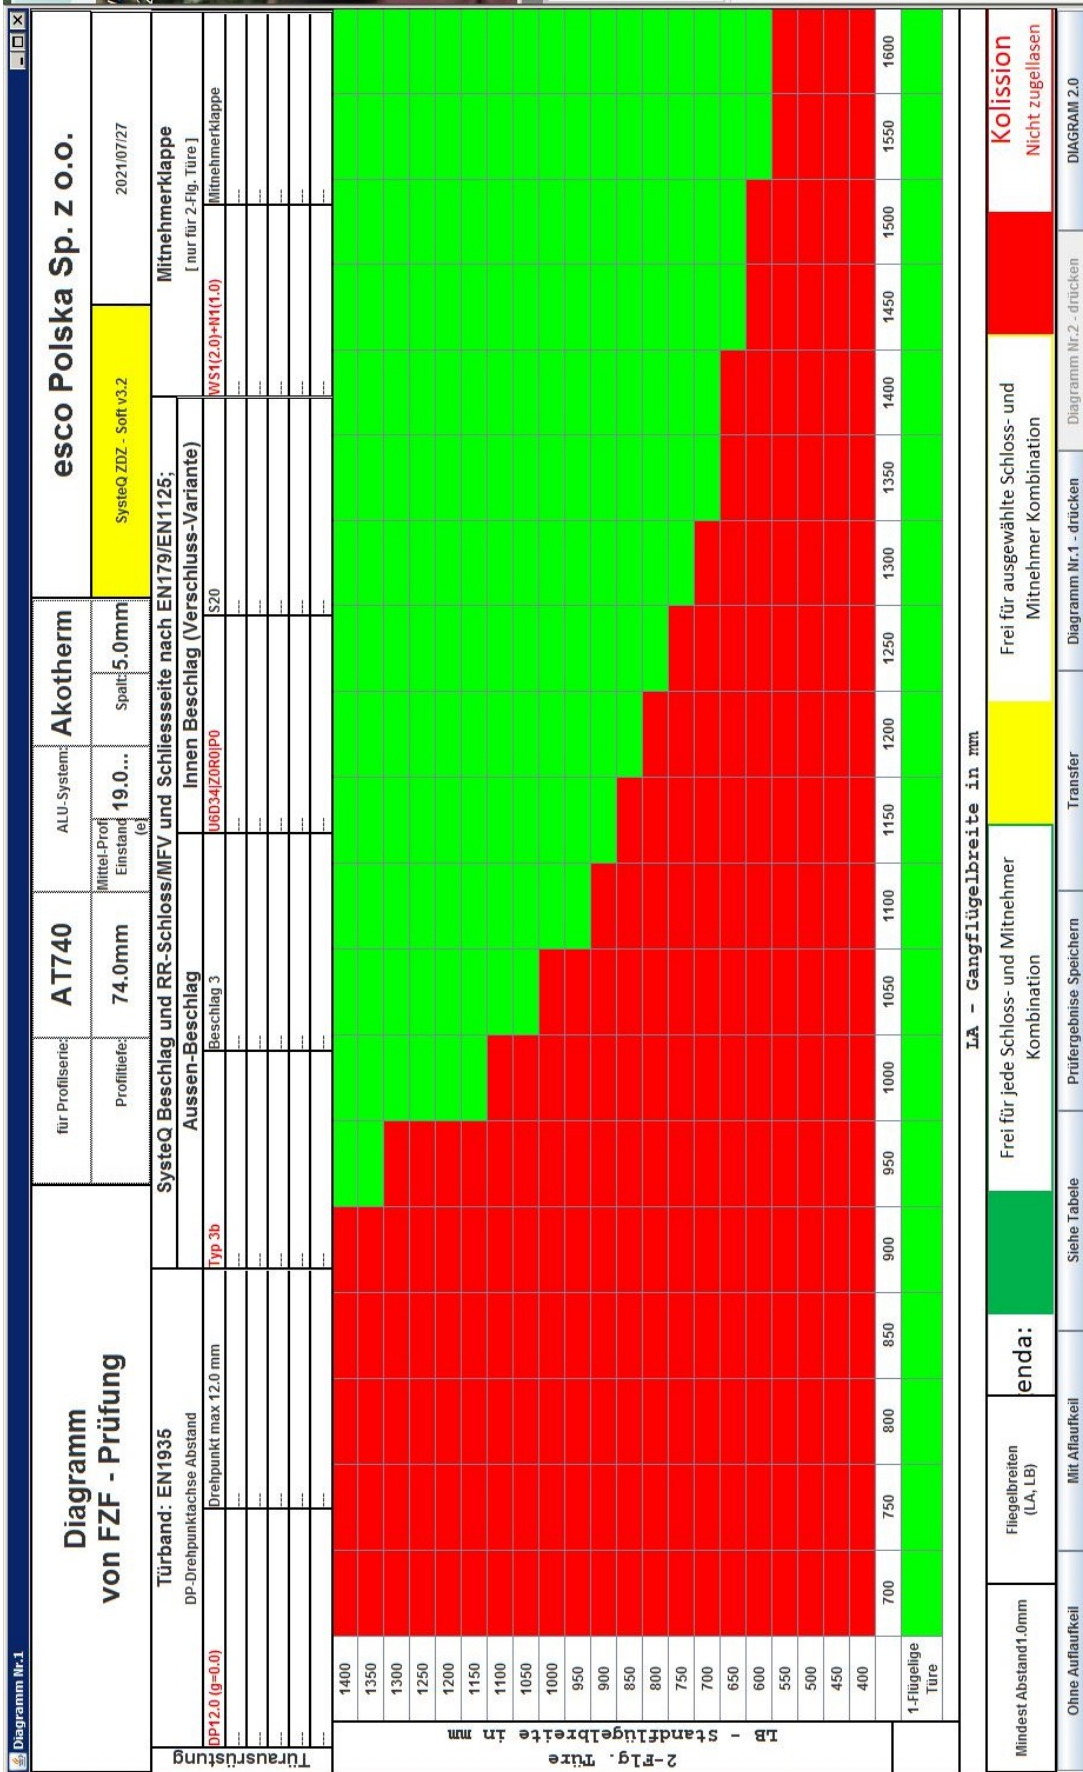 Diagramm Nr.1
Diagramm
von FZF - Prüfung
für Profilserie:
AT740
ALU-System:
Akotherm
esco Polska Sp. z o.o.
Profiltiefe:
74.0mm
Mittel-Prof
Einstand
(e)
19.0...
Spalt:
5.0mm
SysteQ ZDZ - Soft v3.2
2021/07/27
Türausrüstung
Türband: EN1935
DP-Drehpunktachse Abstand
SysteQ Beschlag und RR-Schloss/MFV und Schliessseite nach EN179/EN1125;
Aussen-Beschlag
Innen Beschlag (Verschluss-Variante)
Mitnehmerklappe
[ nur für 2-Flg. Türe ]
DP12.0 (g=0.0)
Drehpunkt max 12.0 mm
Typ 3b
Beschlag 3
U6D34|Z0R0|P0
S20
WS1(2.0)+N1(1.0)
Mitnehmerklappe
--- --- --- --- --- --- --- ---
--- --- --- --- --- --- --- ---
--- --- --- --- --- --- --- ---
--- --- --- --- --- --- --- ---
--- --- --- --- --- --- --- ---
2-Flg. Türe
LB - Standflügelbreite in mm
1400
1350
1300
1250
1200
1150
1100
1050
1000
950
900
850
800
750
700
650
600
550
500
450
400
700 750 800 850 900 950 1000 1050 1100 1150 1200 1250 1300 1350 1400 1450 1500 1550 1600
1-Flügelige
Türe
LA - Gangflügelbreite in mm
Mindest Abstand1.0mm
Fliegelbreiten
(LA, LB)
enda:
Frei für jede Schloss- und Mitnehmer
Kombination
Frei für ausgewählte Schloss- und
Mitnehmer Kombination
Kolission
Nicht zugellasen
Ohne Auflaufkeil
Mit Aflaufkeil
Siehe Tabele
Prüfergebnise Speichern
Transfer
Diagramm Nr.1 - drücken
Diagramm Nr.2 - drücken
DIAGRAM 2.0